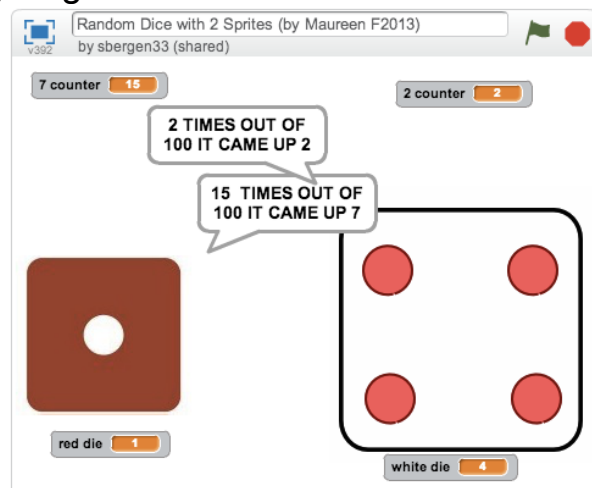 Random Dice with 2 Sprites (by Maureen F2013)
v392
by sbergen33 (shared)
7 counter 15
2 counter 2
2 TIMES OUT OF
100 IT CAME UP 2
15 TIMES OUT OF
100 IT CAME UP 7
red die 1
white die 4